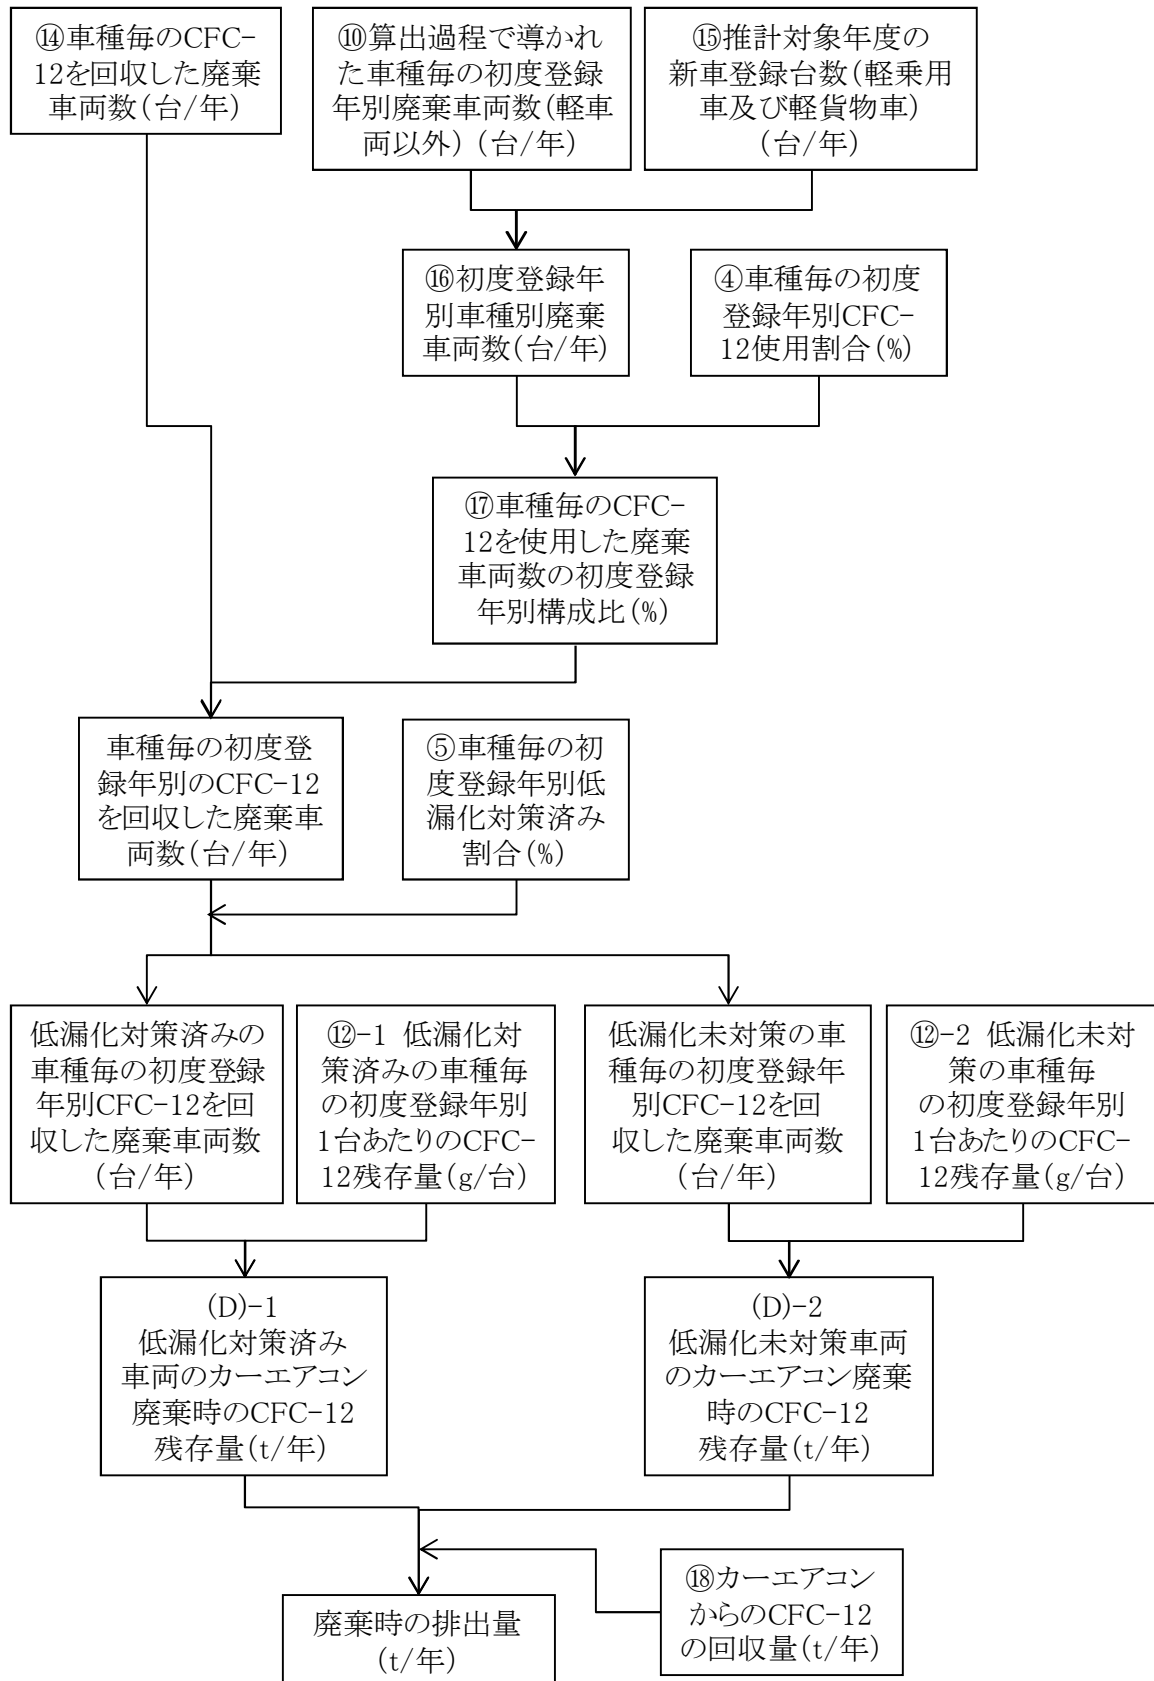 ⑭車種毎のCFC-
12を回収した廃棄
車両数(台/年)
⑩算出過程で導かれ
た車種毎の初度登録
年別廃棄車両数(軽車
両以外)(台/年)
⑮推計対象年度の
新車登録台数(軽乗用
車及び軽貨物車)
(台/年)
⑯初度登録年
別車種別廃棄
車両数(台/年)
④車種毎の初度
登録年別CFC-
12使用割合(%)
⑰車種毎のCFC-
12を使用した廃棄
車両数の初度登録
年別構成比(%)
車種毎の初度登
録年別のCFC-12
を回収した廃棄車
両数(台/年)
⑤車種毎の初
度登録年別低
漏化対策済み
割合(%)
低漏化対策済みの
車種毎の初度登録
年別CFC-12を回
収した廃棄車両数
(台/年)
⑫-1 低漏化対
策済みの車種毎
の初度登録年別
1台あたりのCFC-
12残存量(g/台)
低漏化未対策の車
種毎の初度登録年
別CFC-12を回
収した廃棄車両数
(台/年)
⑫-2 低漏化未対
策の車種毎
の初度登録年別
1台あたりのCFC-
12残存量(g/台)
(D)-1
低漏化対策済み
車両のカーエアコン
廃棄時のCFC-12
残存量(t/年)
(D)-2
低漏化未対策車両
のカーエアコン廃棄
時のCFC-12
残存量(t/年)
⑱カーエアコン
からのCFC-12
の回収量(t/年)
廃棄時の排出量
(t/年)